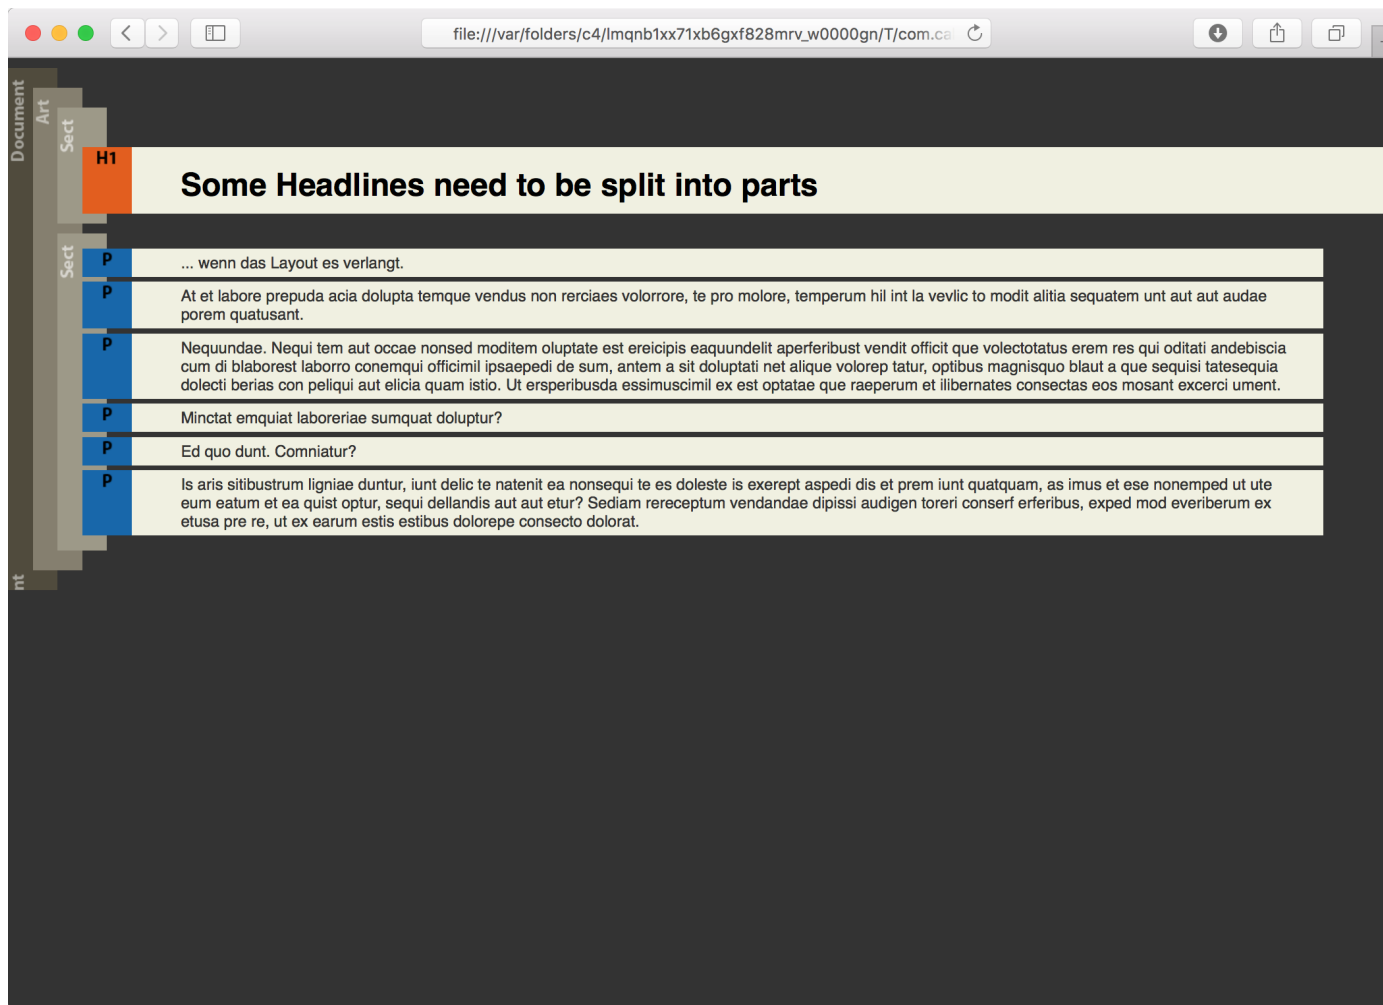 file:///var/folders/c4/lmqnb1xx71xb6gxf828mrv_w0000gn/T/com.ca
Document
Art
Sect
H1
Some Headlines need to be split into parts
Sect
P
... wenn das Layout es verlangt.
P
At et labore prepuda acia dolupta temque vendus non rerciaes volorrore, te pro molore, temperum hil int la vevlic to modit alitia sequatem unt aut aut audae
porem quatusant.
P
Nequundae. Nequi tem aut occae nonsed moditem oluptate est ereicipis eaquundelit aperferibust vendit officit que volectotatus erem res qui oditati andebiscia
cum di blaborest laborro conemqui officimil ipsaepedi de sum, antem a sit doluptati net alique volorep tatur, optibus magnisquo blaut a que sequisi tatesequia
dolecti berias con peliqui aut elicia quam istio. Ut ersperibusda essimuscimil ex est optatae que raeperum et ilibernates consectas eos mosant excerci ument.
P
Minctat emquiat laboreriae sumquat doluptur?
P
Ed quo dunt. Comniatur?
P
Is aris sitibustrum ligniae duntur, iunt delic te natenit ea nonsequi te es doleste is exerept aspedi dis et prem iunt quatquam, as imus et ese nonemped ut ute
eum eatum et ea quist optur, sequi dellandis aut aut etur? Sediam rereceptum vendandae dipissi audigen toreri conserf erferibus, exped mod everiberum ex
etusa pre re, ut ex earum estis estibus dolorepe consecto dolorat.
nt